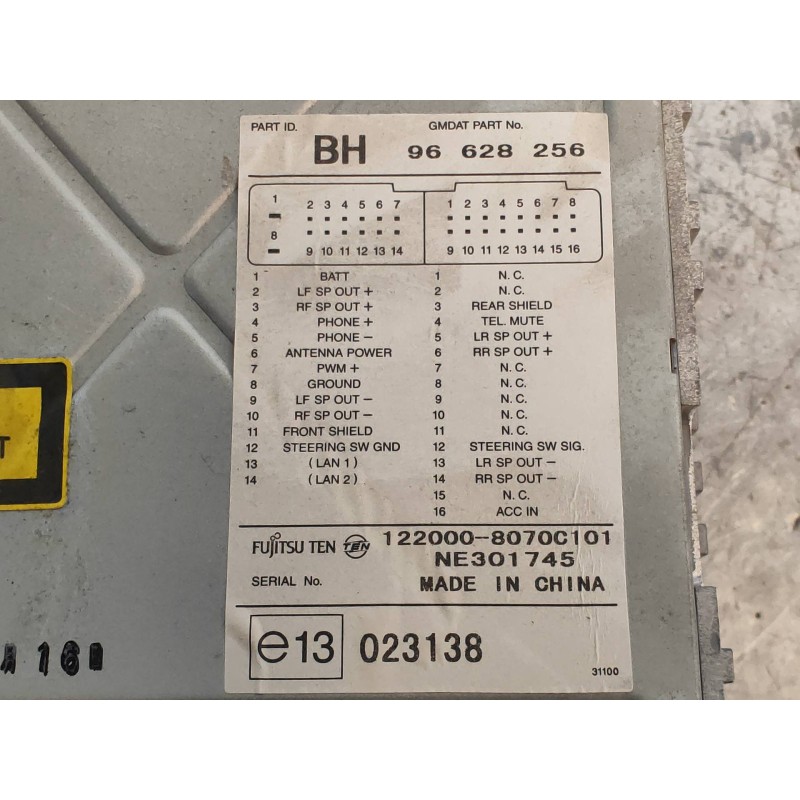 PART ID. BH GMDAT PART No. 96 628 256
1 2 3 4 5 6 7 1 2 3 4 5 6 7 8
8 9 10 11 12 13 14 9 10 11 12 13 14 15 16
1 BATT 1 N.C.
2 LF SP OUT + 2 N.C.
3 RF SP OUT + 3 REAR SHIELD
4 PHONE + 4 TEL. MUTE
5 PHONE − 5 LR SP OUT +
6 ANTENNA POWER 6 RR SP OUT +
7 PWM + 7 N.C.
8 GROUND 8 N.C.
9 LF SP OUT − 9 N.C.
10 RF SP OUT − 10 N.C.
11 FRONT SHIELD 11 N.C.
12 STEERING SW GND 12 STEERING SW SIG.
13 (LAN 1) 13 LR SP OUT −
14 (LAN 2) 14 RR SP OUT −
15 N.C.
16 ACC IN
FUJITSU TEN TEN 122000-8070C101
NE301745
SERIAL No. MADE IN CHINA
e13 023138
31100
T
16